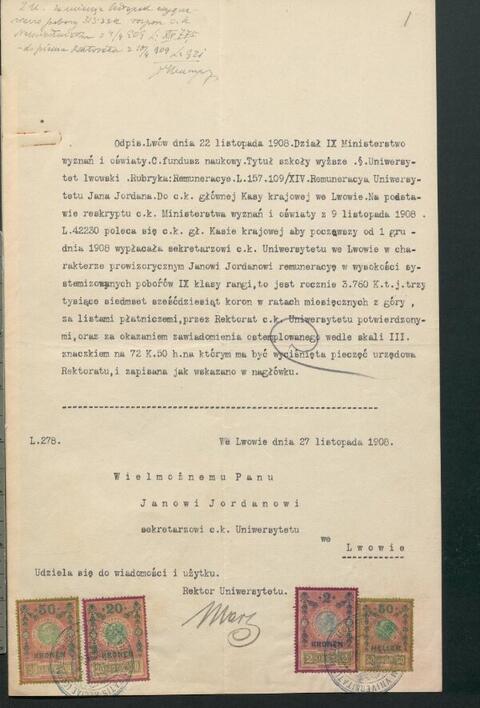 1
Odpis.Lwów dnia 22 listopada 1908.Dział IX Ministerstwo
wyznań i oświaty.C.fundusz naukowy.Tytuł szkoły wyższe .§.Uniwersy-
tet lwowski .Rubryka:Remuneracye.L.157.109/XIV.Remuneracya Uniwersy-
tetu Jana Jordana.Do c.k. głównej Kasy krajowej we Lwowie.Na podsta-
wie reskryptu c.k. Ministerstwa wyznań i oświaty z 9 listopada 1908 .
L.42230 poleca się c.k. gł. Kasie krajowej aby począwszy od 1 gru-
dnia 1908 wypłacała sekretarzowi c.k. Uniwersytetu we Lwowie w cha-
rakterze prowizorycznym Janowi Jordanowi remuneracyę w wysokości sy-
stemizowanych poborów IX klasy rangi,to jest rocznie 3.760 K.t.j.trzy
tysiące siedmset sześćdziesiąt koron w ratach miesięcznych z góry ,
za listami płatniczemi,przez Rektorat c.k. Uniwersytetu potwierdzony-
mi,oraz za okazaniem zawiadomienia ostemplowanego wedle skali III.
znaczkiem na 72 K.50 h.na którym ma być wyciśnięta pieczęć urzędowa
Rektoratu,i zapisana jak wskazano w nagłówku.
L.278. We Lwowie dnia 27 listopada 1908.
Wielmożnemu Panu
Janowi Jordanowi
sekretarzowi c.k. Uniwersytetu
we
Lwowie
Udziela się do wiadomości i użytku.
Rektor Uniwersytetu.
50 20 2 50
KRONEN KRONEN KRONEN HELLER